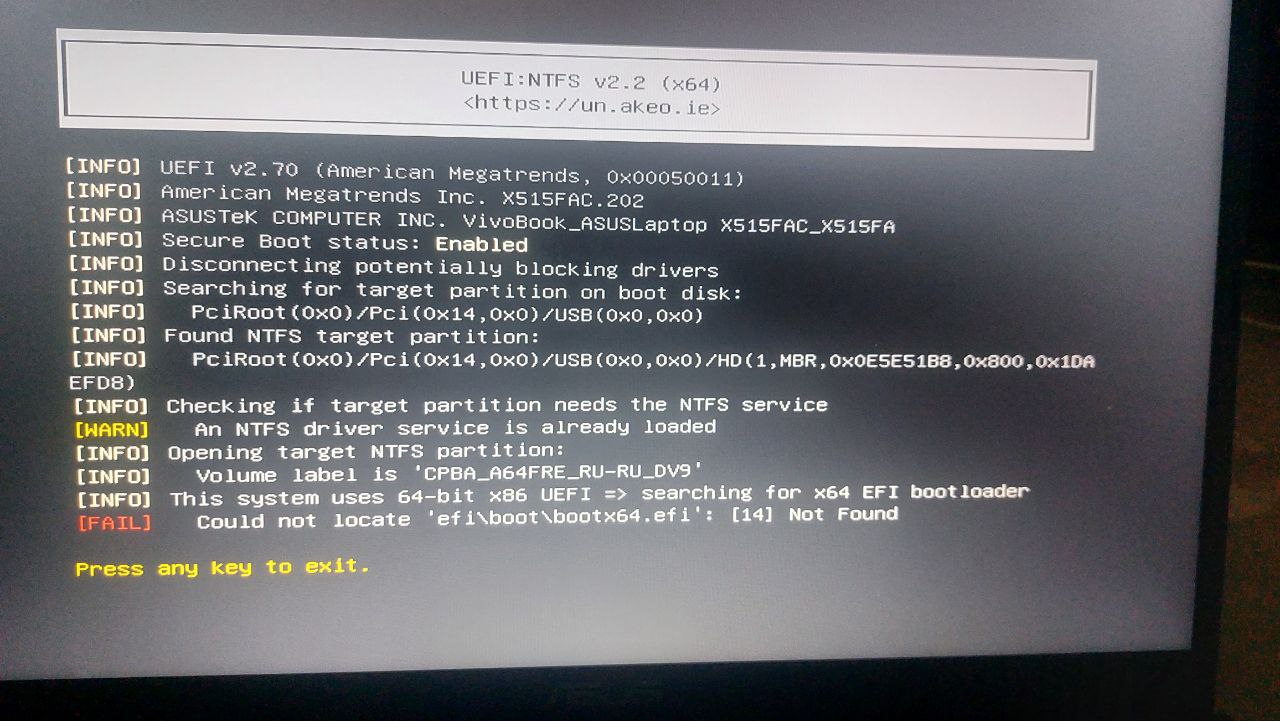 UEFI:NTFS v2.2 (x64)
<https://un.akeo.ie>
[INFO] UEFI v2.70 (American Megatrends, 0x00050011)
[INFO] American Megatrends Inc. X515FAC.202
[INFO] ASUSTeK COMPUTER INC. VivoBook_ASUSLaptop X515FAC_X515FA
[INFO] Secure Boot status: Enabled
[INFO] Disconnecting potentially blocking drivers
[INFO] Searching for target partition on boot disk:
[INFO] PciRoot(0x0)/Pci(0x14,0x0)/USB(0x0,0x0)
[INFO] Found NTFS target partition:
[INFO] PciRoot(0x0)/Pci(0x14,0x0)/USB(0x0,0x0)/HD(1,MBR,0x0E5E51B8,0x800,0x1DA
EFD8)
[INFO] Checking if target partition needs the NTFS service
[WARN] An NTFS driver service is already loaded
[INFO] Opening target NTFS partition:
[INFO] Volume label is 'CPBA_A64FRE_RU-RU_DV9'
[INFO] This system uses 64-bit x86 UEFI => searching for x64 EFI bootloader
[FAIL] Could not locate 'efi\boot\bootx64.efi': [14] Not Found
Press any key to exit.